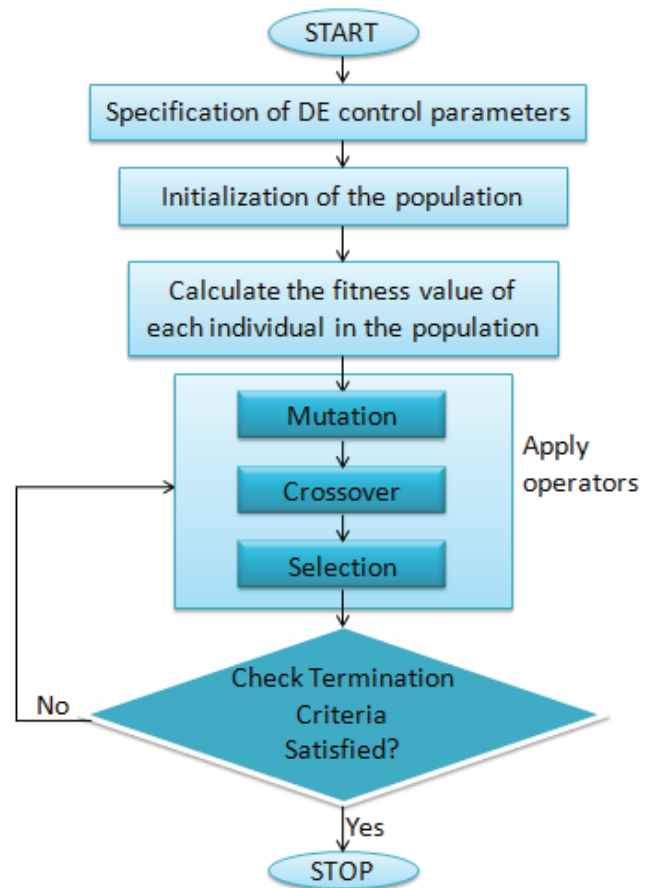 START
Specification of DE control parameters
Initialization of the population
Calculate the fitness value of
each individual in the population
Mutation
Crossover
Selection
Apply
operators
Check Termination
Criteria
Satisfied?
No
Yes
STOP